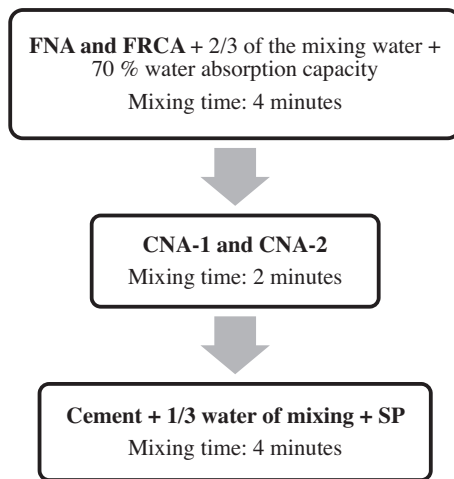 FNA and FRCA + 2/3 of the mixing water +
70 % water absorption capacity
Mixing time: 4 minutes
CNA-1 and CNA-2
Mixing time: 2 minutes
Cement + 1/3 water of mixing + SP
Mixing time: 4 minutes